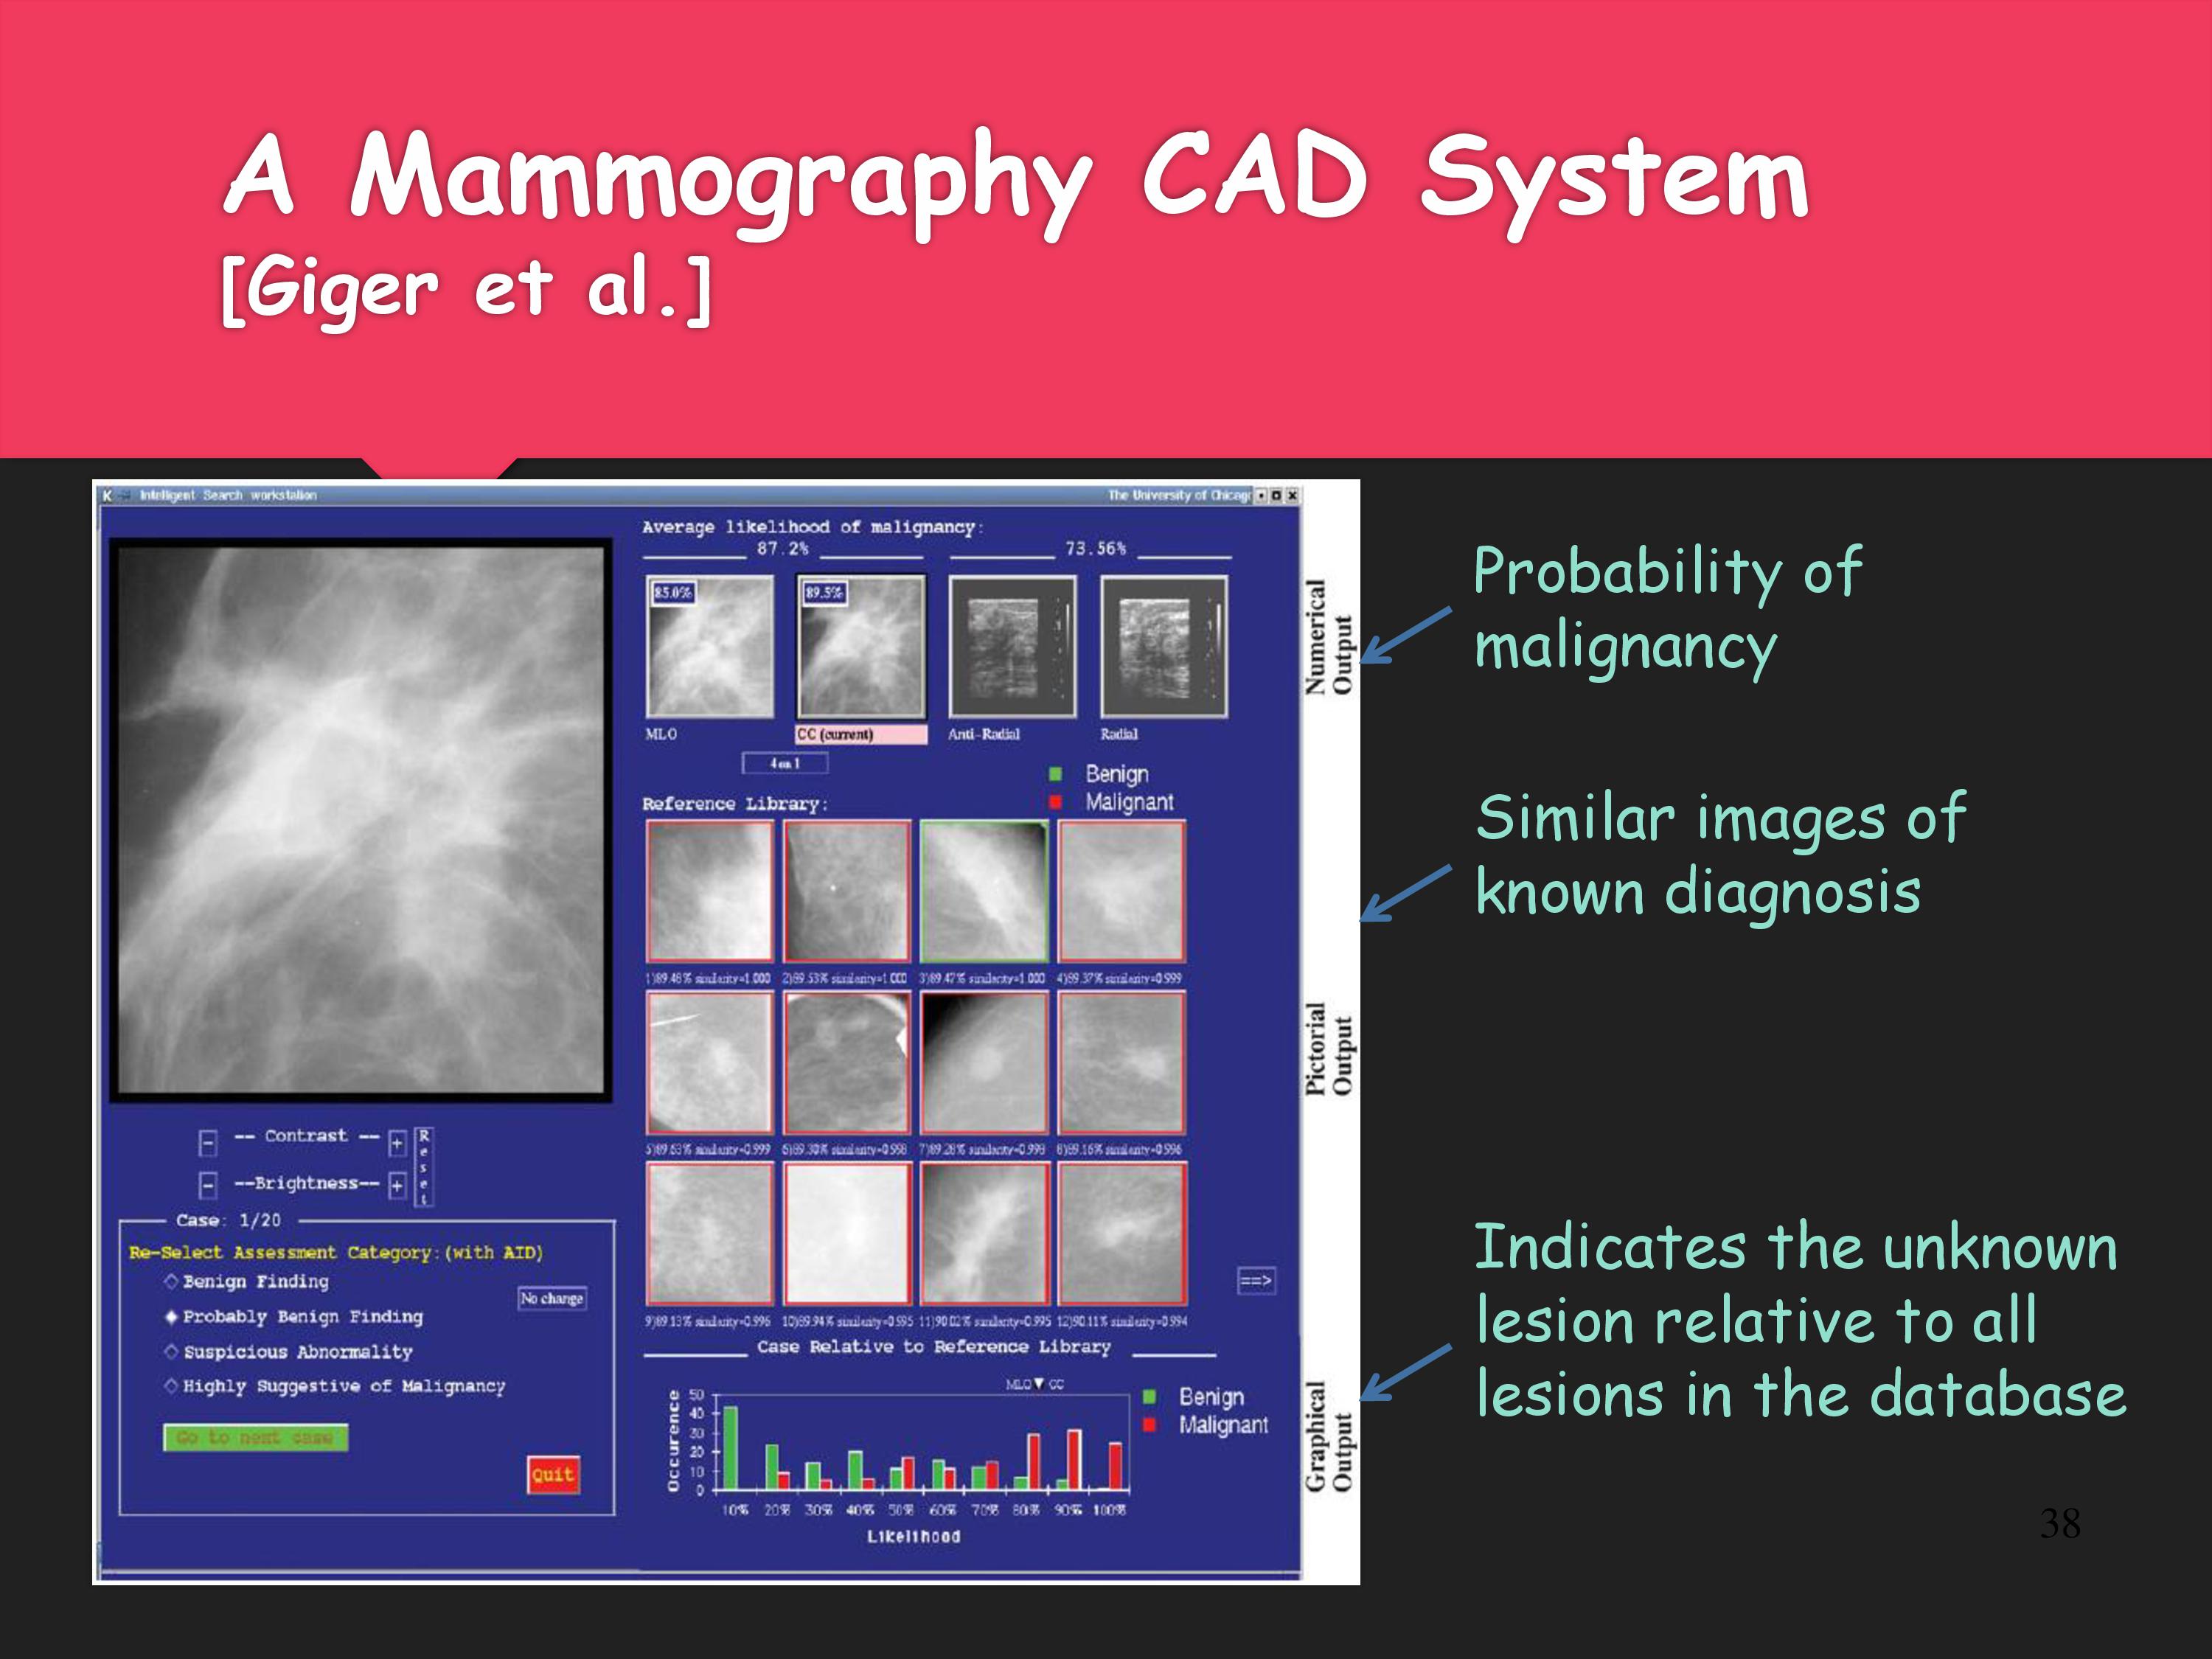 A Mammography CAD System
[Giger et al.]
Intelligent Search workstation
The University of Chicag
Average likelihood of malignancy:
87.2%
73.56%
85.0%
89.5%
MLO
CC (current)
Anti-Radial
Radial
4 on 1
Benign
Malignant
Reference Library:
1)89.48% similarity=1.000
2)89.53% similarity=1.000
3)89.47% similarity=1.000
4)89.37% similarity=0.999
5)89.63% similarity=0.999
6)89.30% similarity=0.998
7)89.28% similarity=0.998
8)89.16% similarity=0.996
9)89.13% similarity=0.996
10)89.94% similarity=0.995
11)90.02% similarity=0.995
12)90.11% similarity=0.994
==>
-- Contrast --
- +
--Brightness--
- +
Reset
Case: 1/20
Re-Select Assessment Category:(with AID)
Benign Finding
No change
Probably Benign Finding
Suspicious Abnormality
Highly Suggestive of Malignancy
Go to next case
Quit
Case Relative to Reference Library
MLO CC
Benign
Malignant
Occurence
50
40
30
20
10
0
10% 20% 30% 40% 50% 60% 70% 80% 90% 100%
Likelihood
Numerical
Output
Pictorial
Output
Graphical
Output
Probability of
malignancy
Similar images of
known diagnosis
Indicates the unknown
lesion relative to all
lesions in the database
38